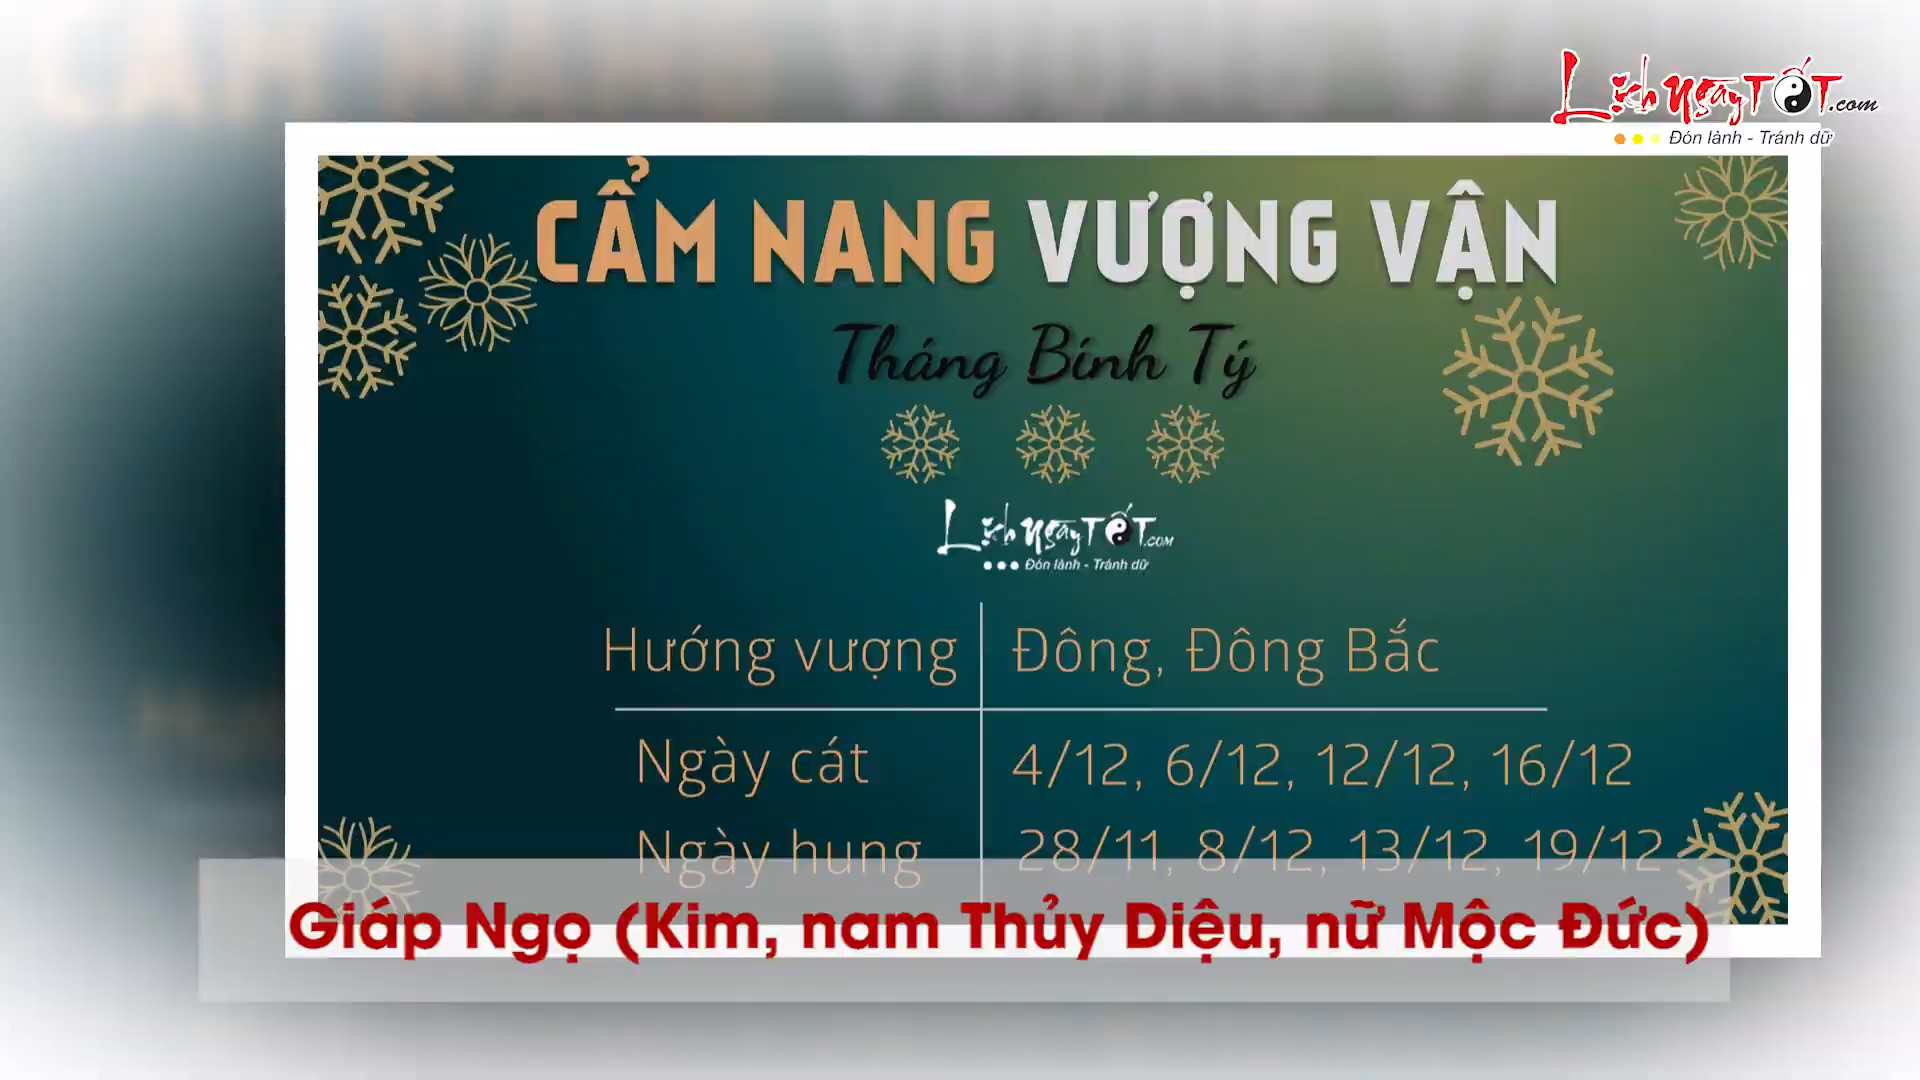 Lịch Ngày TỐT.com
Đón lành - Tránh dữ
CẨM NANG VƯỢNG VẬN
Tháng Bính Tý
Lịch Ngày TỐT.COM
Đón lành - Tránh dữ
Hướng vượng Đông, Đông Bắc
Ngày cát 4/12, 6/12, 12/12, 16/12
Ngày hung 28/11, 8/12, 13/12, 19/12
Giáp Ngọ (Kim, nam Thủy Diệu, nữ Mộc Đức)